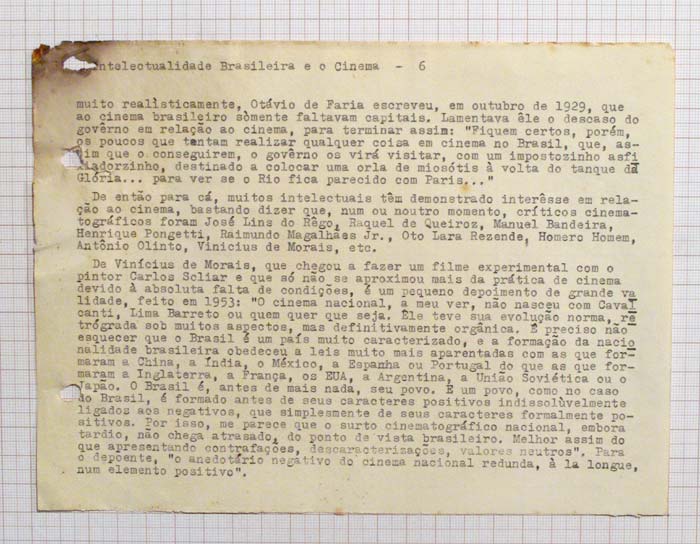 ntelectualidade Brasileira e o Cinema - 6
muito realisticamente, Otávio de Faria escreveu, em outubro de 1929, que
ao cinema brasileiro sòmente faltavam capitais. Lamentava êle o descaso do
govêrno em relação ao cinema, para terminar assim: "Fiquem certos, porém,
os poucos que tentam realizar qualquer coisa em cinema no Brasil, que, as-
sim que o conseguirem, o govêrno os virá visitar, com um impostozinho asfi
xiadorzinho, destinado a colocar uma orla de miosótis à volta do tanque da
Glória... para ver se o Rio fica parecido com Paris..."
De então para cá, muitos intelectuais têm demonstrado interêsse em rela-
ção ao cinema, bastando dizer que, num ou noutro momento, críticos cinema-
tográficos foram José Lins do Rêgo, Raquel de Queiroz, Manuel Bandeira,
Henrique Pongetti, Raimundo Magalhães Jr., Oto Lara Rezende, Homero Homem,
Antônio Olinto, Vinicius de Morais, etc.
De Vinícius de Morais, que chegou a fazer um filme experimental com o
pintor Carlos Scliar e que só não se aproximou mais da prática de cinema
devido à absoluta falta de condições, é um pequeno depoimento de grande va
lidade, feito em 1953: "O cinema nacional, a meu ver, não nasceu com Caval
canti, Lima Barreto ou quem quer que seja. Ele teve sua evolução norma, re
trógrada sob muitos aspectos, mas definitivamente orgânica. É preciso não
esquecer que o Brasil é um país muito caracterizado, e a formação da nacio
nalidade brasileira obedeceu a leis muito mais aparentadas com as que for-
maram a China, a Índia, o México, a Espanha ou Portugal do que as que for-
maram a Inglaterra, a França, os EUA, a Argentina, a União Soviética ou o
Japão. O Brasil é, antes de mais nada, seu povo. E um povo, como no caso
do Brasil, é formado antes de seus caracteres positivos indissolùvelmente
ligados aos negativos, que simplesmente de seus caracteres formalmente po-
sitivos. Por isso, me parece que o surto cinematográfico nacional, embora
tardio, não chega atrasado, do ponto de vista brasileiro. Melhor assim do
que apresentando contrafações, descaracterizações, valores neutros". Para
o depoente, "o anedotário negativo do cinema nacional redunda, à la longue,
num elemento positivo".